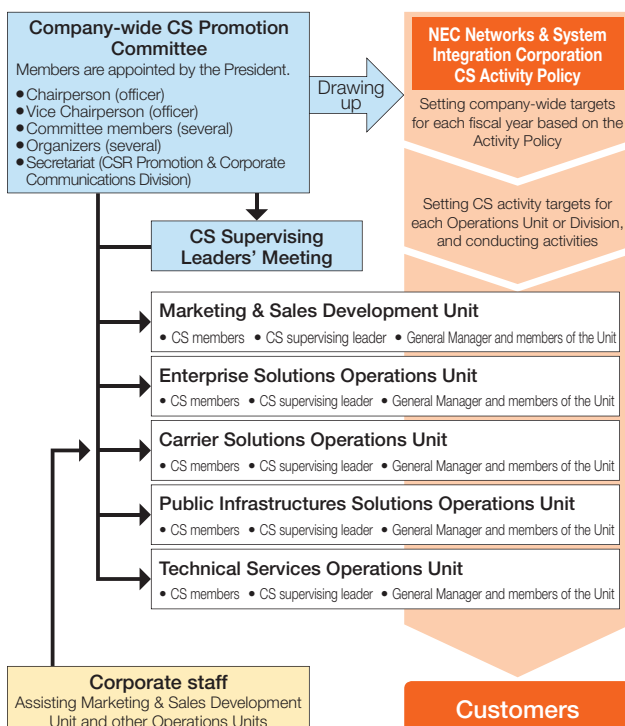 Company-wide CS Promotion
Committee
Members are appointed by the President.
● Chairperson (officer)
● Vice Chairperson (officer)
● Committee members (several)
● Organizers (several)
● Secretariat (CSR Promotion & Corporate
Communications Division)
Drawing
up
NEC Networks & System
Integration Corporation
CS Activity Policy
Setting company-wide targets
for each fiscal year based on the
Activity Policy
Setting CS activity targets for
each Operations Unit or Division,
and conducting activities
CS Supervising
Leaders' Meeting
Marketing & Sales Development Unit
● CS members ● CS supervising leader ● General Manager and members of the Unit
Enterprise Solutions Operations Unit
● CS members ● CS supervising leader ● General Manager and members of the Unit
Carrier Solutions Operations Unit
● CS members ● CS supervising leader ● General Manager and members of the Unit
Public Infrastructures Solutions Operations Unit
● CS members ● CS supervising leader ● General Manager and members of the Unit
Technical Services Operations Unit
● CS members ● CS supervising leader ● General Manager and members of the Unit
Corporate staff
Assisting Marketing & Sales Development
Unit and other Operations Units
Customers